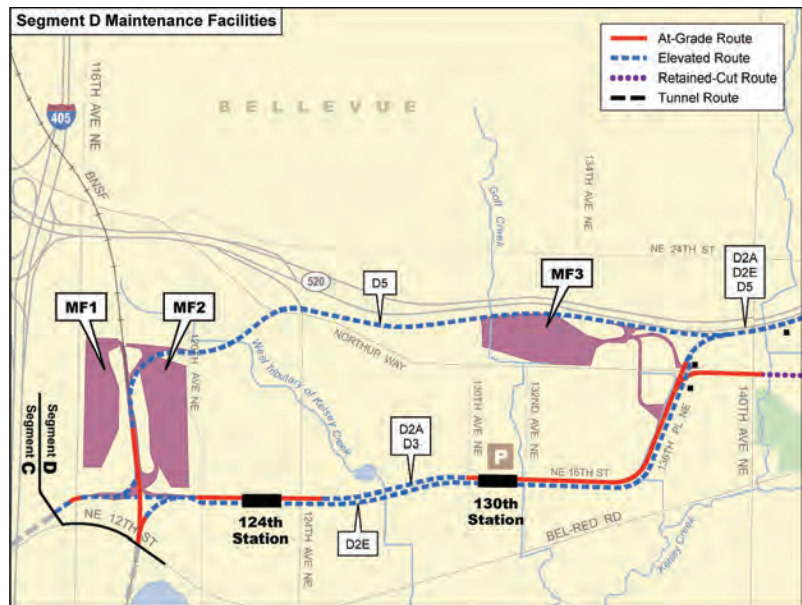 Segment D Maintenance Facilities
At-Grade Route
Elevated Route
Retained-Cut Route
Tunnel Route
116TH AVE NE
405
BELLEVUE
BNSF
Goff Creek
134TH AVE NE
NE 24TH ST
D2A
D2E
D5
520
D5
MF3
MF1
MF2
120TH AVE NE
NORTHUP WAY
West Tributary of Kelsey Creek
130TH AVE NE
132ND AVE NE
136TH PL NE
140TH AVE NE
D2A
D3
P
NE 16TH ST
Segment D
Segment C
124th
Station
130th
Station
NE 12TH ST
124TH AVE NE
D2E
BEL-RED RD
Kelsey Creek